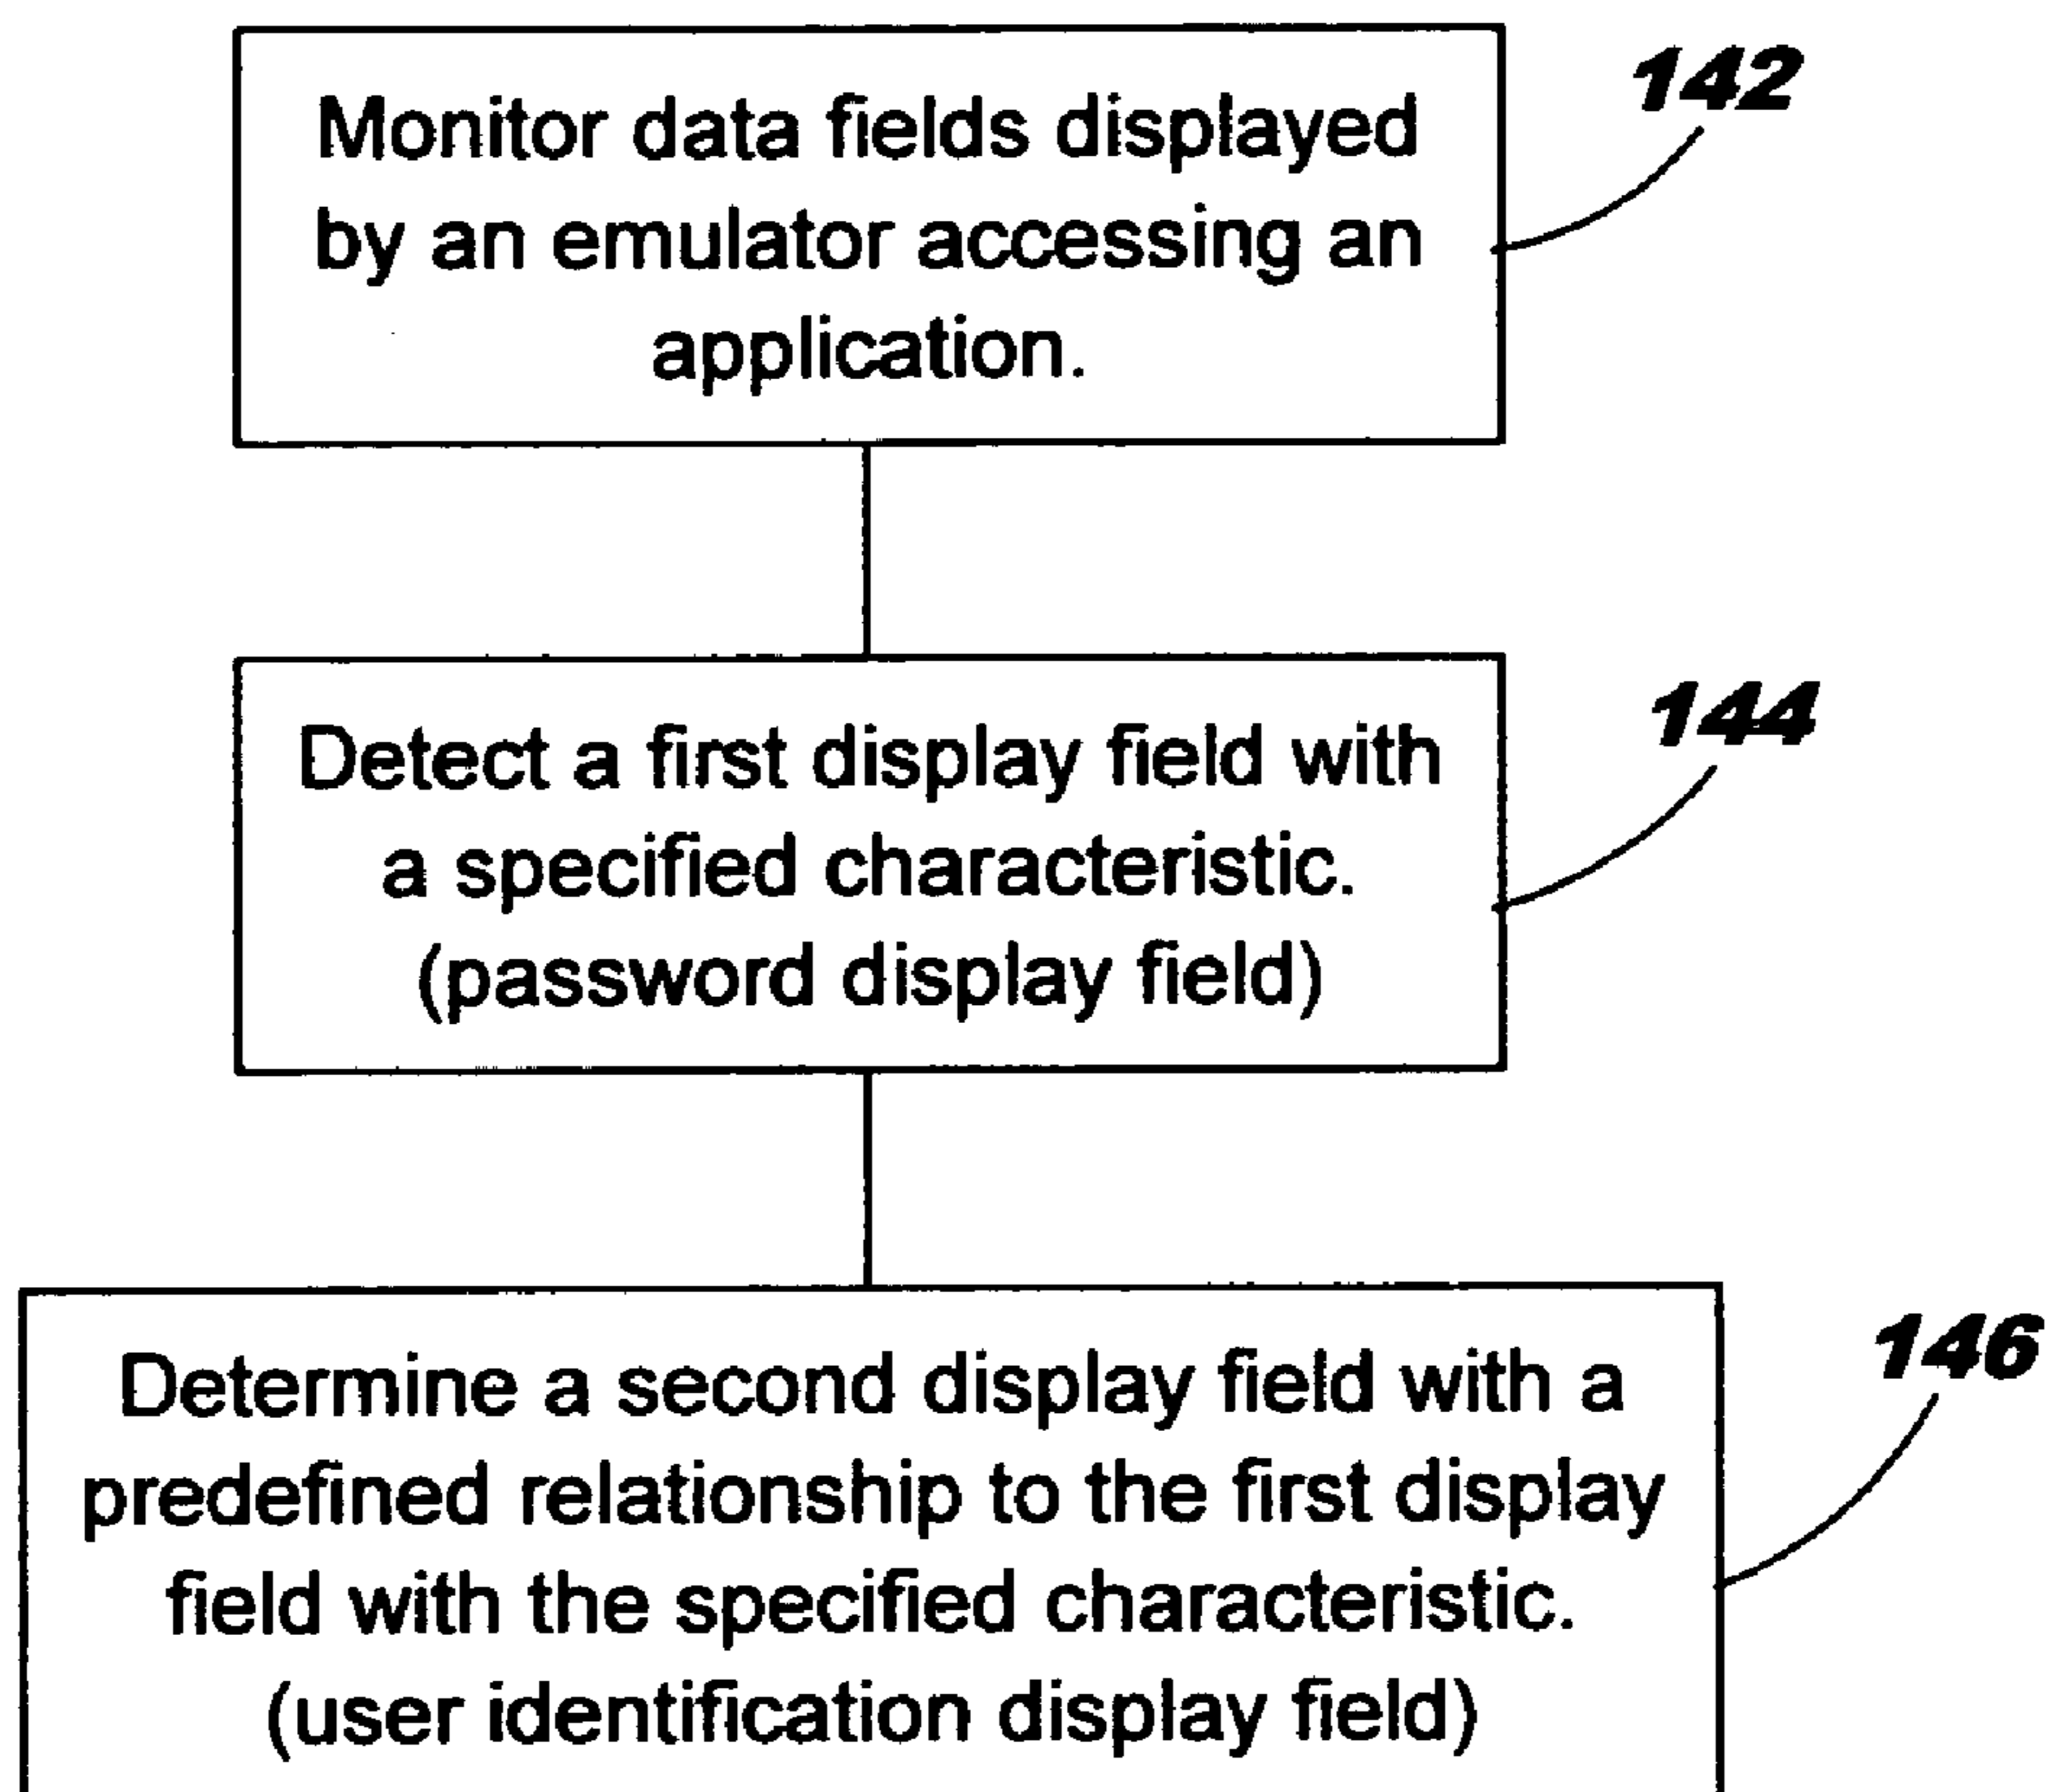 142
Monitor data fields displayed
by an emulator accessing an
application.
144
Detect a first display field with
a specified characteristic.
(password display field)
146
Determine a second display field with a
predefined relationship to the first display
field with the specified characteristic.
(user identification display field)